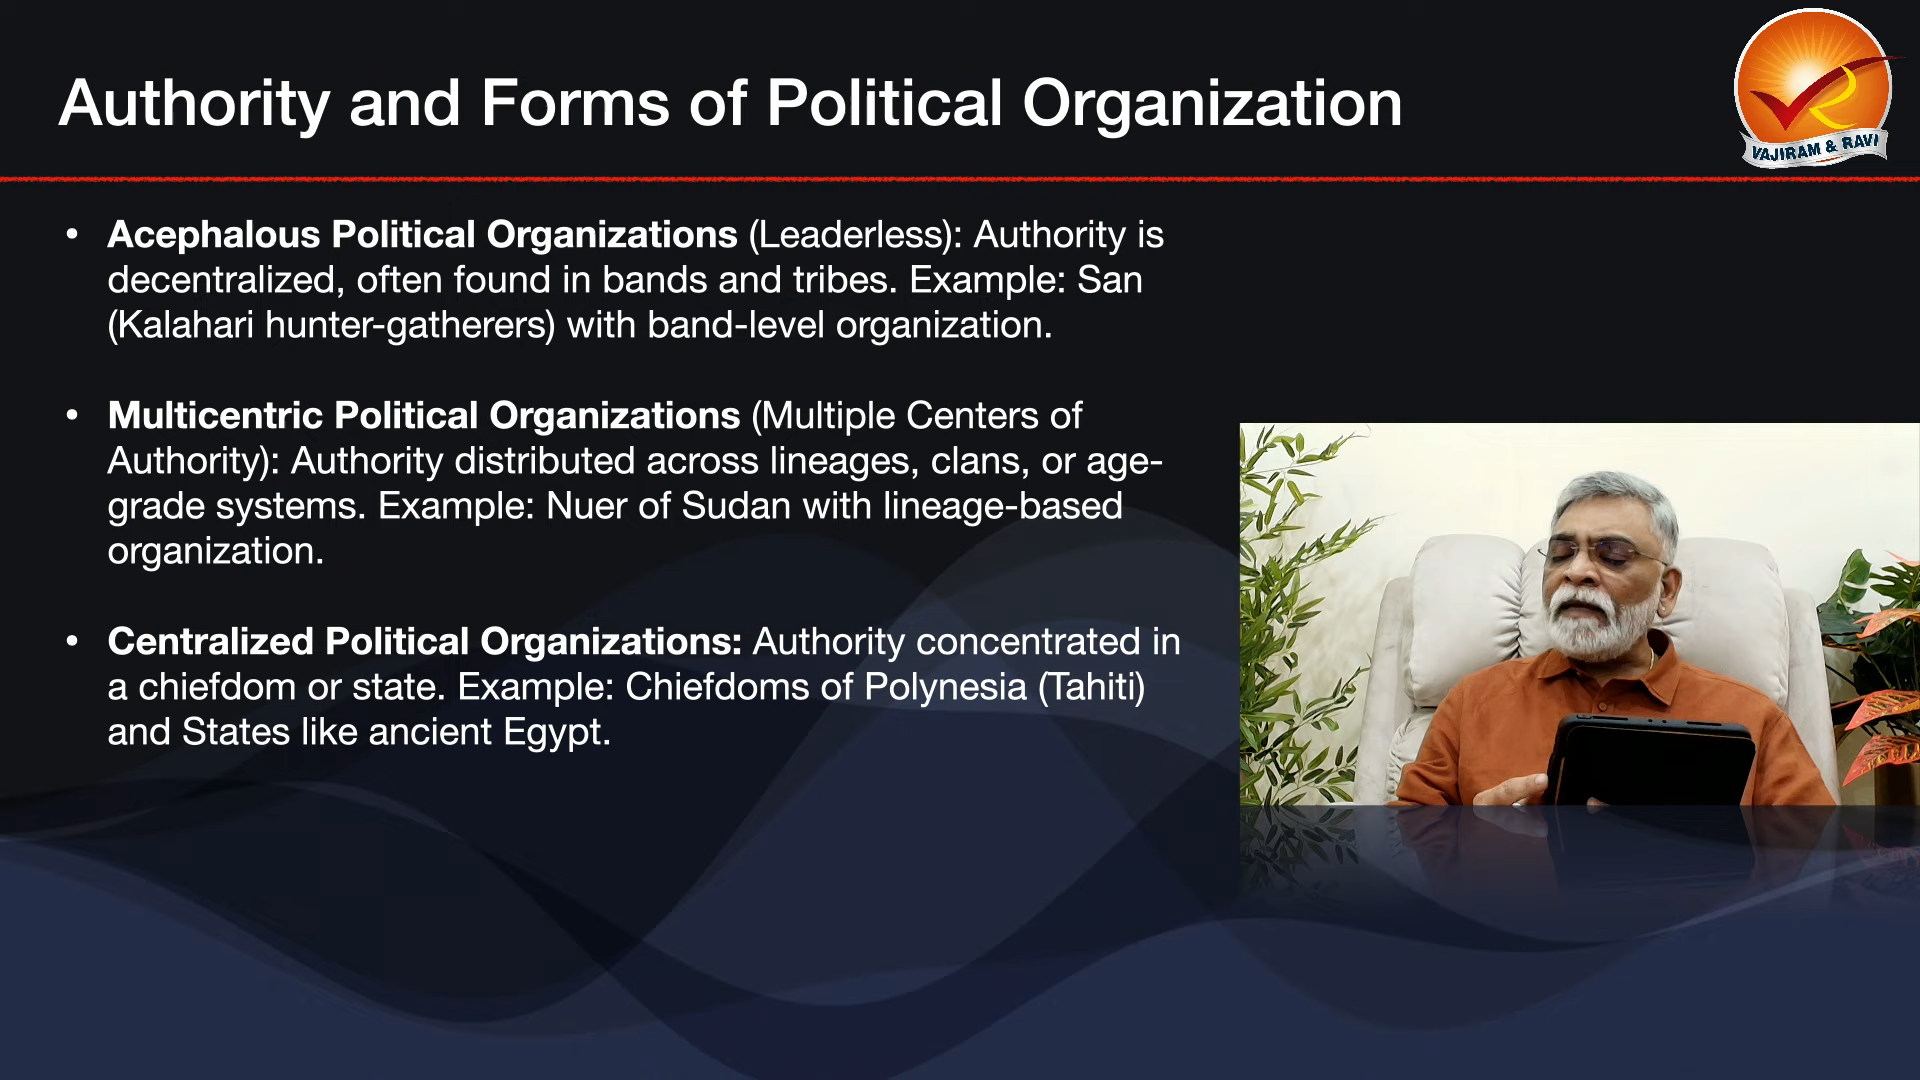 Authority and Forms of Political Organization
VAJIRAM & RAVI
• Acephalous Political Organizations (Leaderless): Authority is
decentralized, often found in bands and tribes. Example: San
(Kalahari hunter-gatherers) with band-level organization.
• Multicentric Political Organizations (Multiple Centers of
Authority): Authority distributed across lineages, clans, or age-
grade systems. Example: Nuer of Sudan with lineage-based
organization.
• Centralized Political Organizations: Authority concentrated in
a chiefdom or state. Example: Chiefdoms of Polynesia (Tahiti)
and States like ancient Egypt.